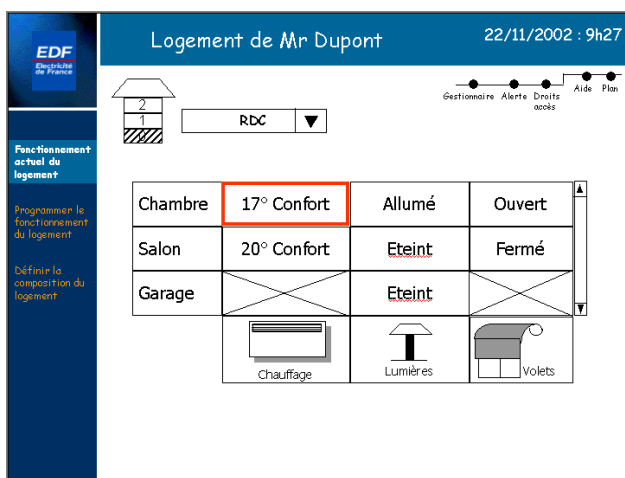 EDF
Electricité
de France
Logement de Mr Dupont
22/11/2002 : 9h27
Gestionnaire Alerte Droits accès Aide Plan
2
1
0
RDC
Fonctionnement
actuel du
logement
Programmer le
fonctionnement
du logement
Définir la
composition du
logement
Chambre 17° Confort Allumé Ouvert
Salon 20° Confort Eteint Fermé
Garage Eteint
Chauffage Lumières Volets